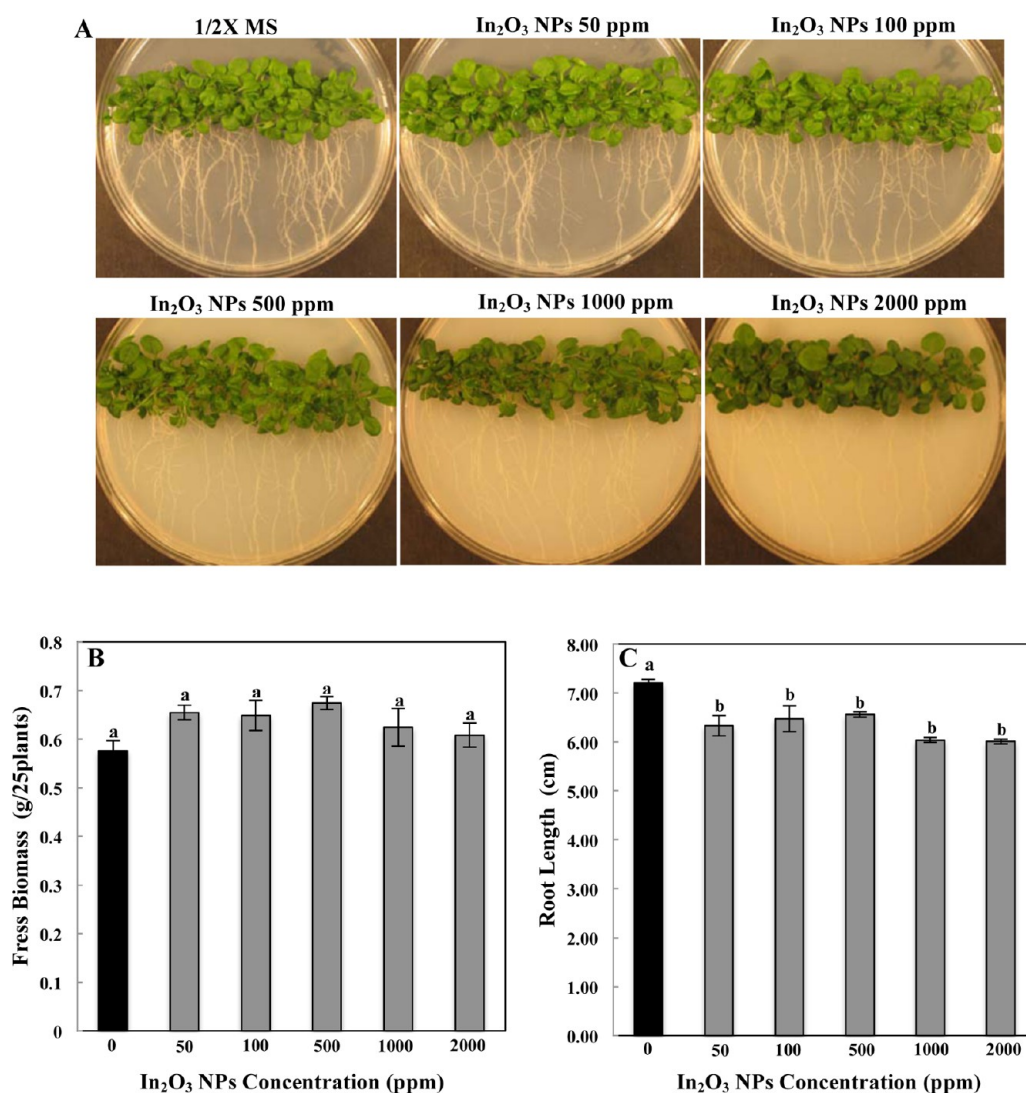 A
1/2X MS
In₂O₃ NPs 50 ppm
In₂O₃ NPs 100 ppm
In₂O₃ NPs 500 ppm
In₂O₃ NPs 1000 ppm
In₂O₃ NPs 2000 ppm
B
Fress Biomass (g/25plants)
0.8
0.7
0.6
0.5
0.4
0.3
0.2
0.1
0
a
a
a
a
a
a
0
50
100
500
1000
2000
In₂O₃ NPs Concentration (ppm)
C
Root Length (cm)
8.00
7.00
6.00
5.00
4.00
3.00
2.00
1.00
0.00
a
b
b
b
b
b
0
50
100
500
1000
2000
In₂O₃ NPs Concentration (ppm)